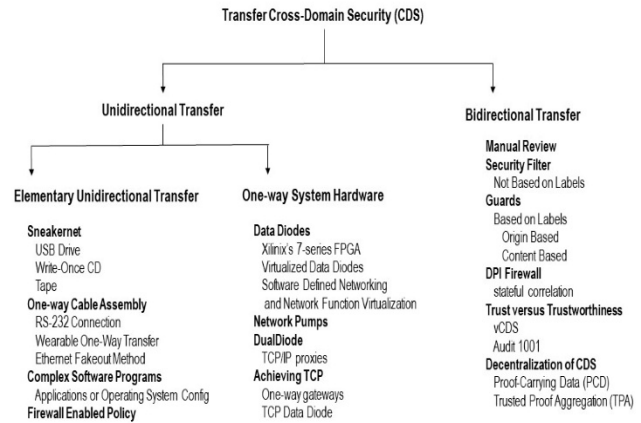 Transfer Cross-Domain Security (CDS)
Unidirectional Transfer
Bidirectional Transfer
Elementary Unidirectional Transfer
Sneakernet
USB Drive
Write-Once CD
Tape
One-way Cable Assembly
RS-232 Connection
Wearable One-Way Transfer
Ethernet Fakeout Method
Complex Software Programs
Applications or Operating System Config
Firewall Enabled Policy
One-way System Hardware
Data Diodes
Xilinix's 7-series FPGA
Virtualized Data Diodes
Software Defined Networking
and Network Function Virtualization
Network Pumps
DualDiode
TCP/IP proxies
Achieving TCP
One-way gateways
TCP Data Diode
Manual Review
Security Filter
Not Based on Labels
Guards
Based on Labels
Origin Based
Content Based
DPI Firewall
stateful correlation
Trust versus Trustworthiness
vCDS
Audit 1001
Decentralization of CDS
Proof-Carrying Data (PCD)
Trusted Proof Aggregation (TPA)